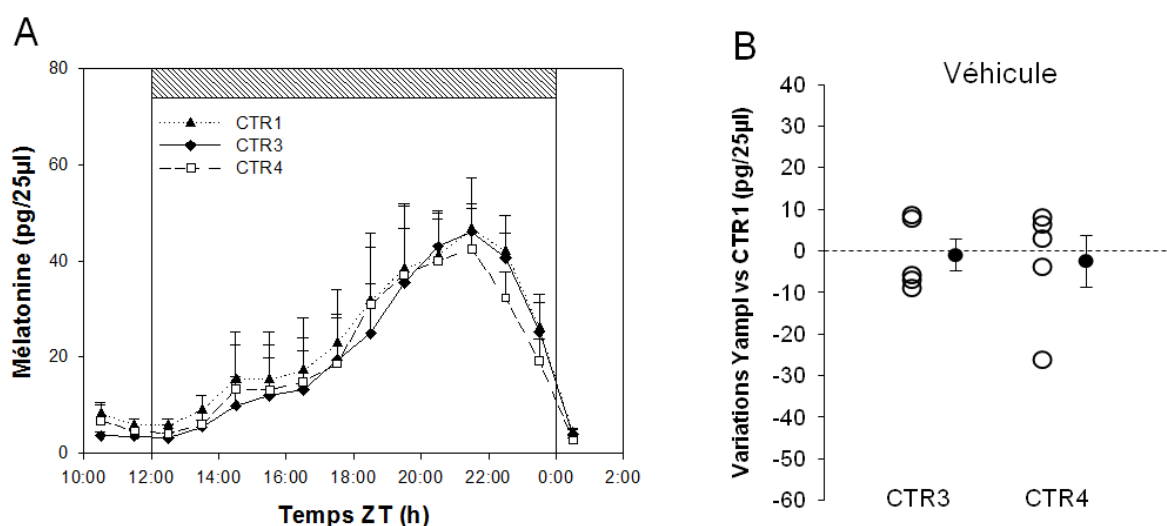 A
Mélatonine (pg/25µl)
80
60
40
20
0
CTR1
CTR3
CTR4
10:00 12:00 14:00 16:00 18:00 20:00 22:00 0:00 2:00
Temps ZT (h)
B
Véhicule
Variations Yampl vs CTR1 (pg/25µl)
40
30
20
10
0
-10
-20
-30
-40
-50
-60
CTR3 CTR4